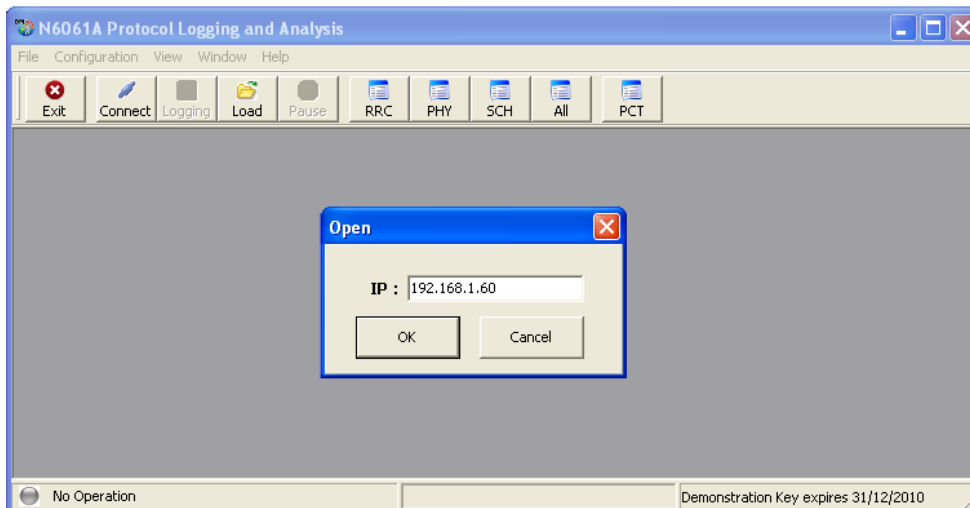 N6061A Protocol Logging and Analysis
File Configuration View Window Help
Exit Connect Logging Load Pause RRC PHY SCH All PCT
Open
IP : 192.168.1.60
OK Cancel
No Operation Demonstration Key expires 31/12/2010